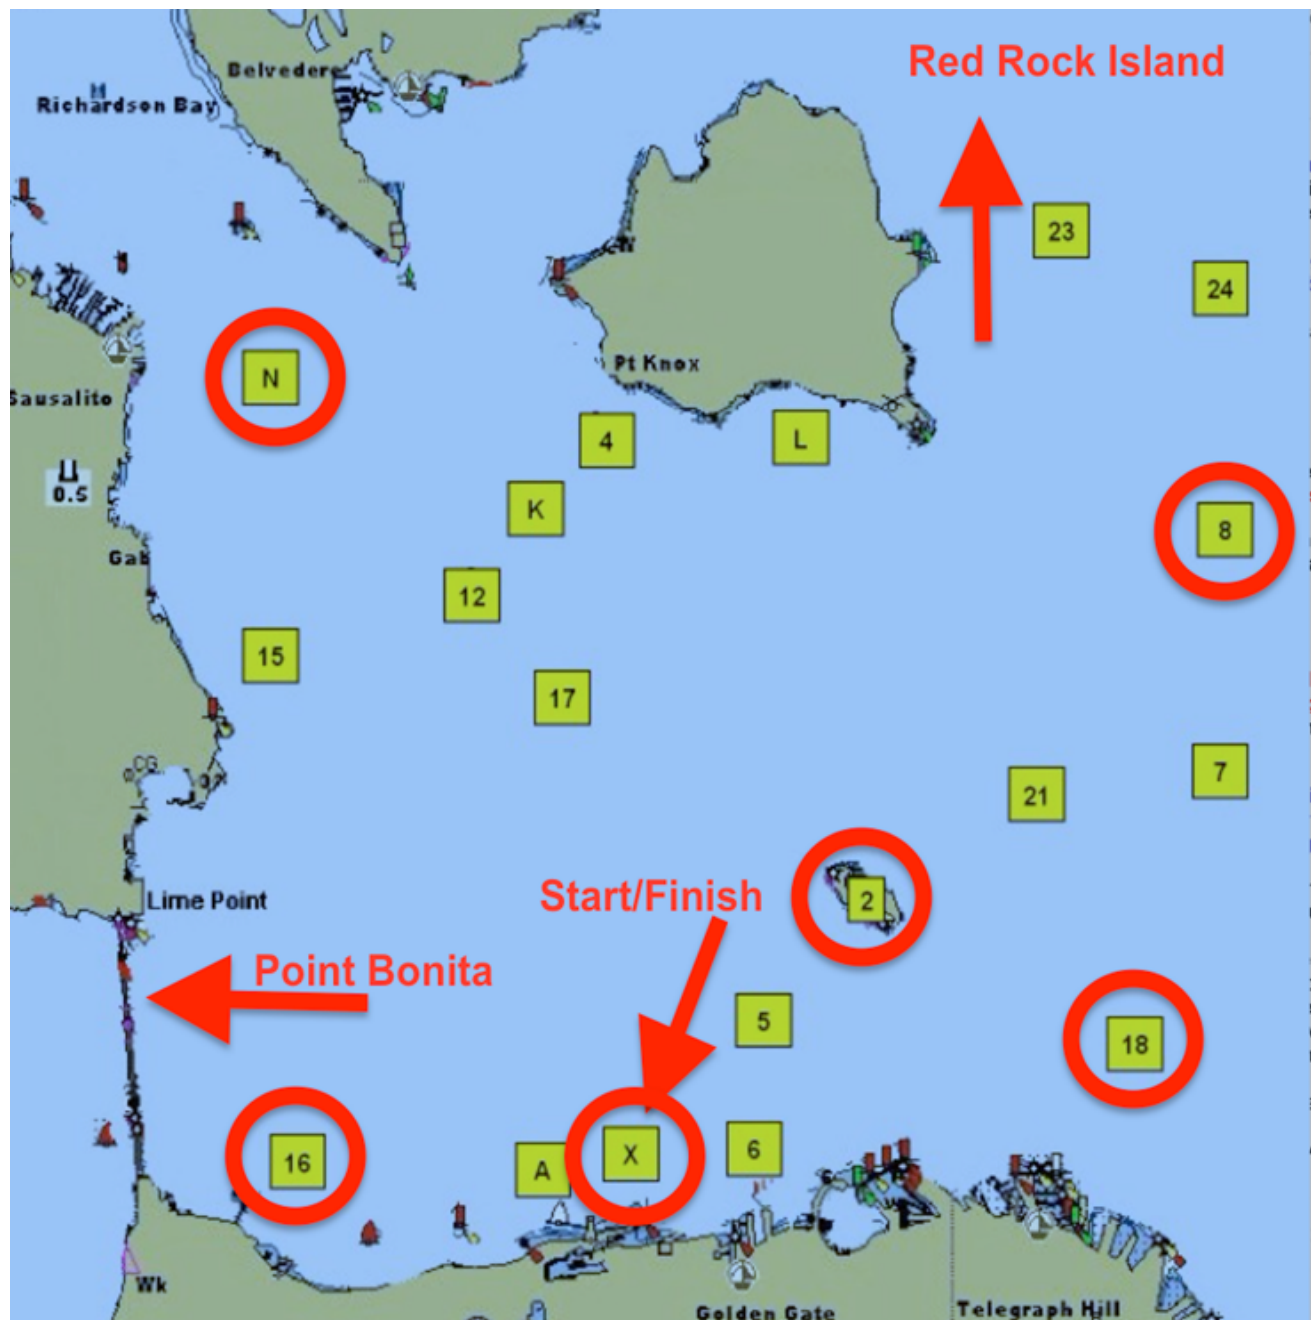 Red Rock Island
Belvedere
Richardson Bay
23
24
N
Pt Knox
Sausalito
4
L
0.5
K
8
Gab
12
15
17
CG
7
21
Lime Point
Start/Finish
2
Point Bonita
5
18
16
A
X
6
Wk
Golden Gate
Telegraph Hill